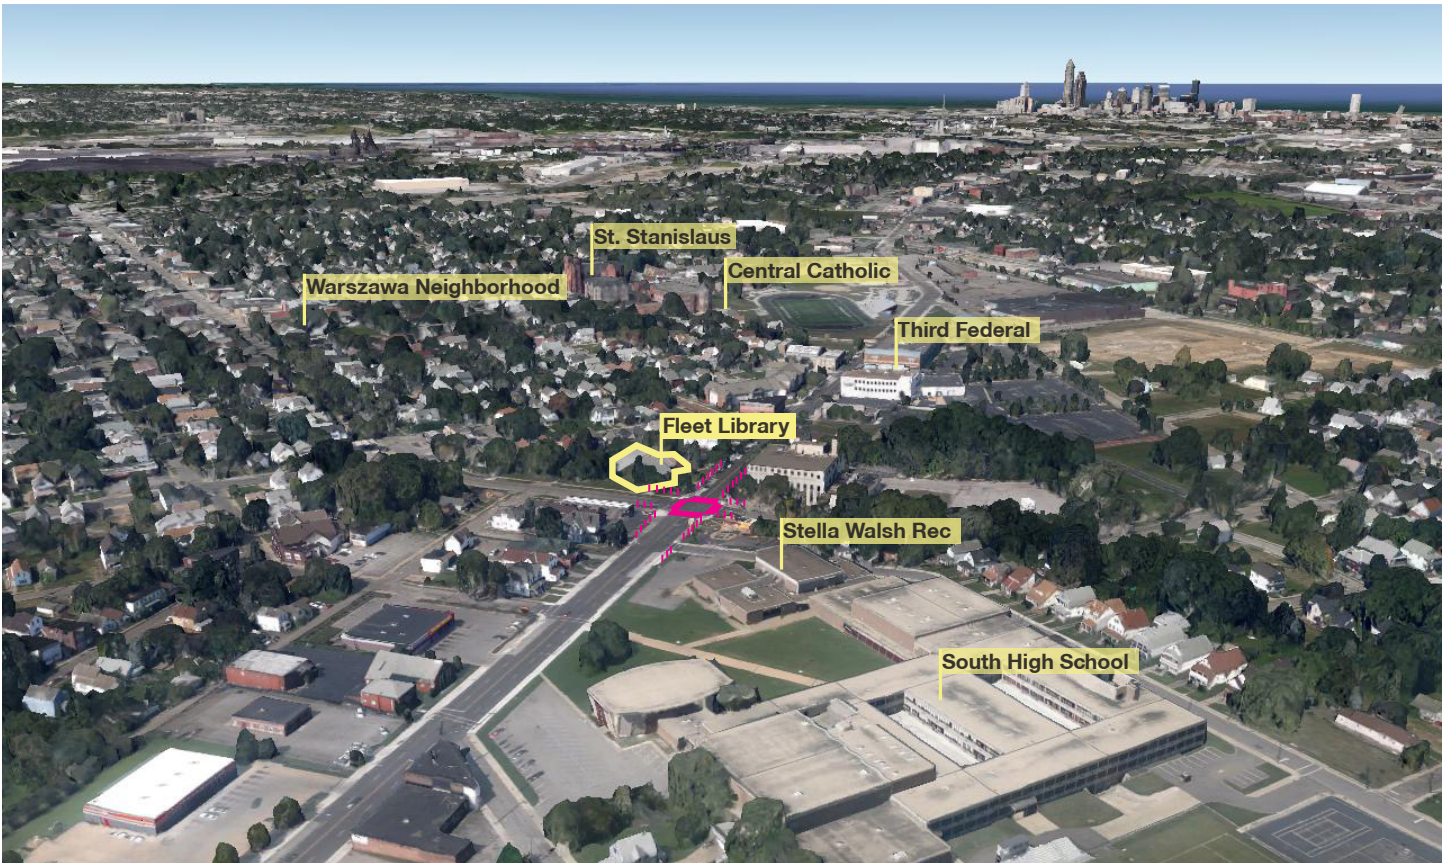 St. Stanislaus
Central Catholic
Warszawa Neighborhood
Third Federal
Fleet Library
Stella Walsh Rec
South High School